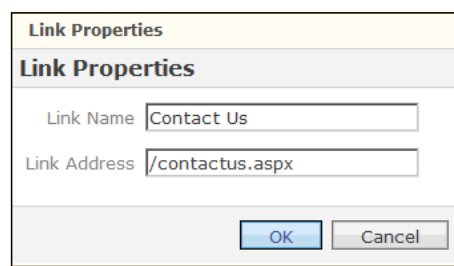 Link Properties
Link Properties
Link Name Contact Us
Link Address /contactus.aspx
OK Cancel